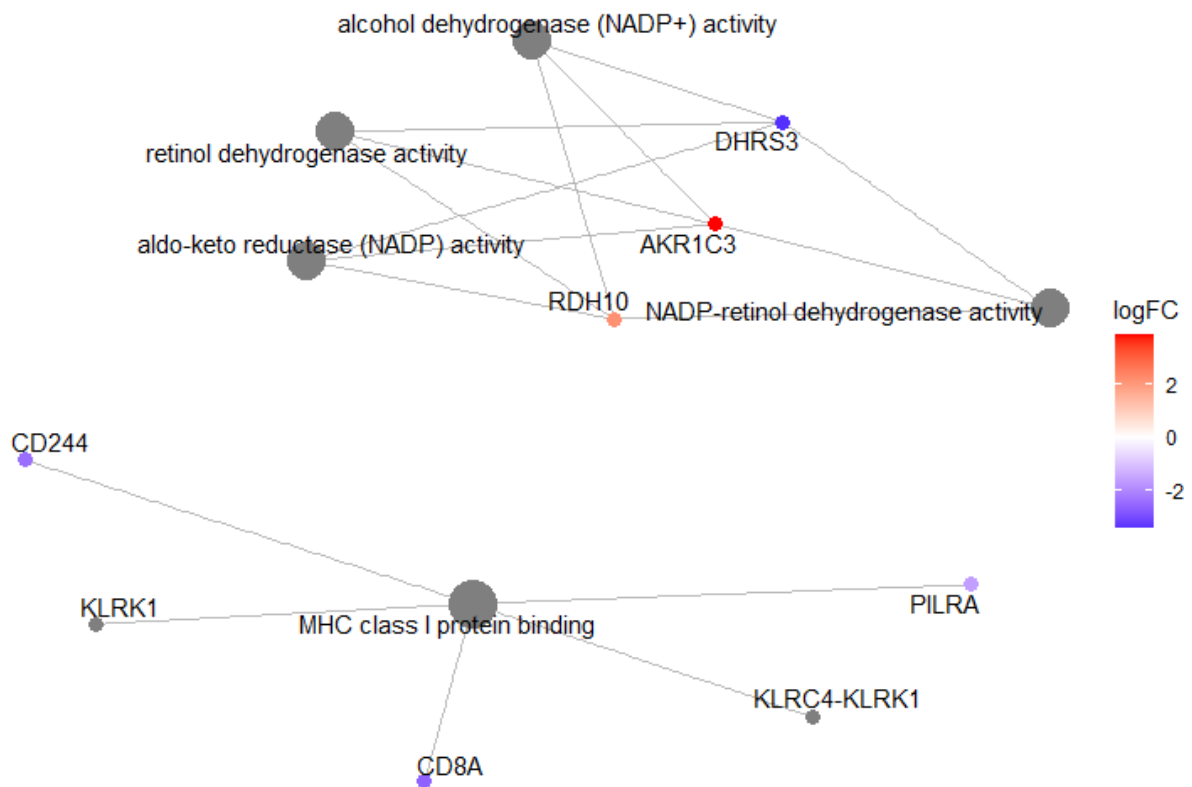 alcohol dehydrogenase (NADP+) activity
DHRS3
retinol dehydrogenase activity
aldo-keto reductase (NADP) activity
AKR1C3
RDH10
NADP-retinol dehydrogenase activity
logFC
2
0
-2
CD244
KLRK1
MHC class I protein binding
PILRA
KLRC4-KLRK1
CD8A